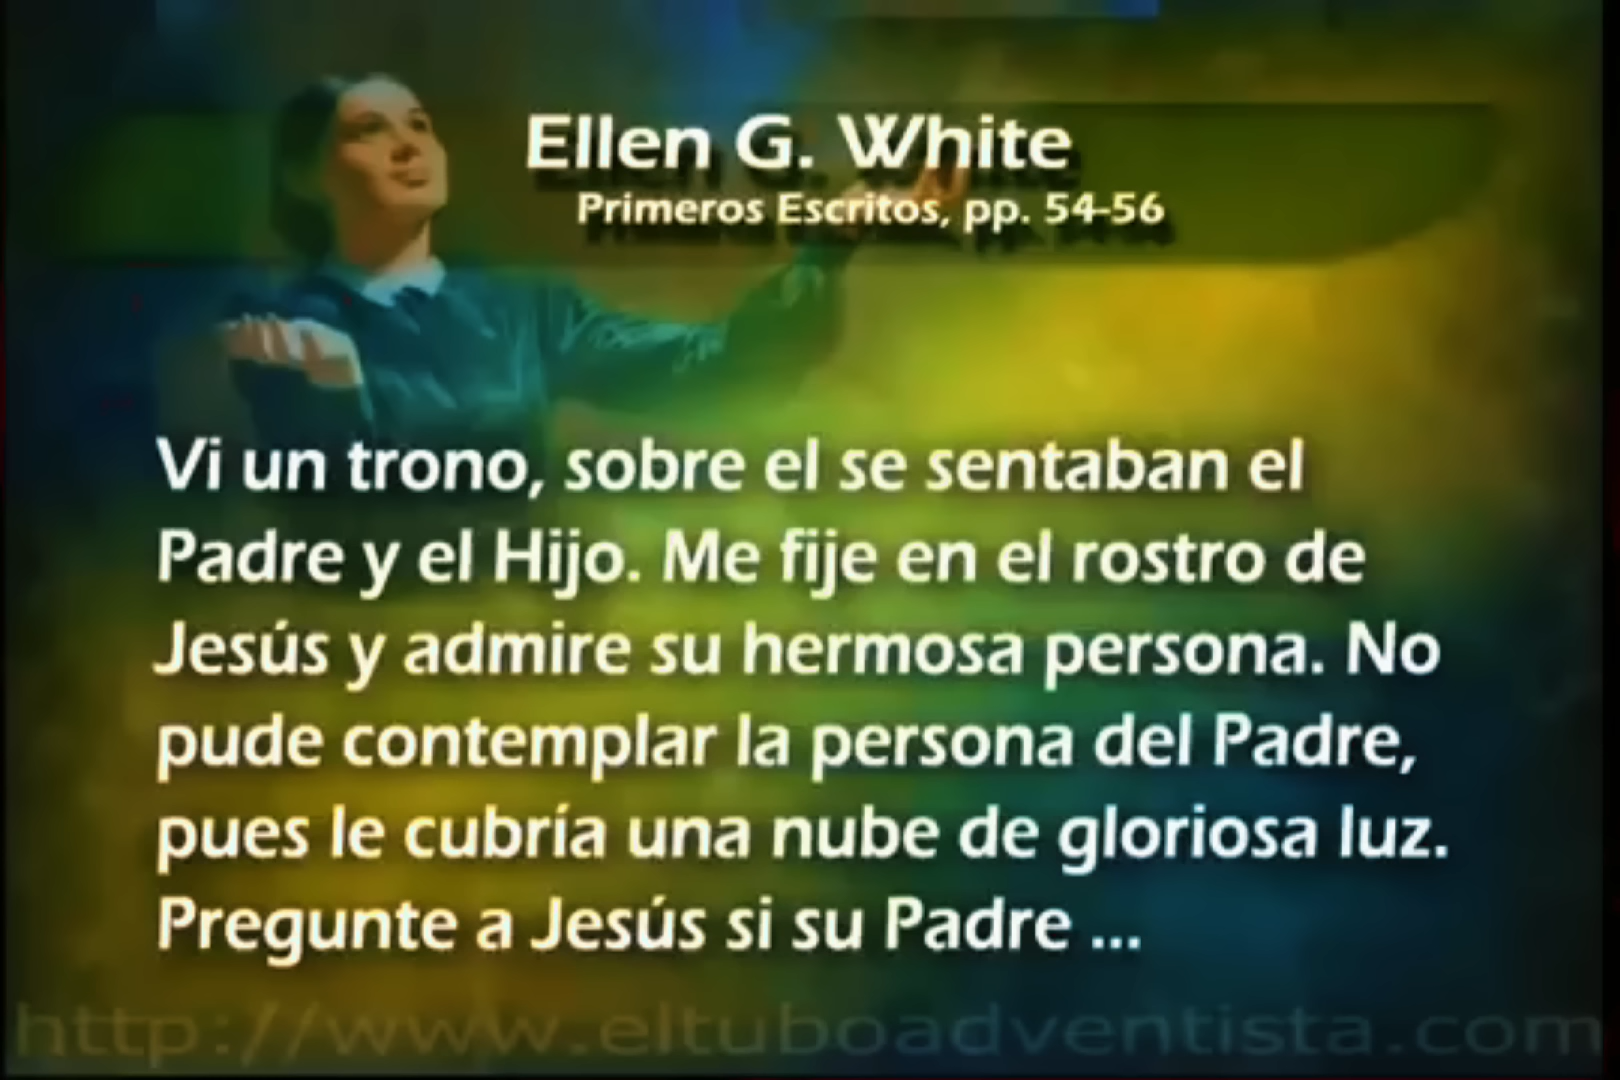 Ellen G. White
Primeros Escritos, pp. 54-56
Vi un trono, sobre el se sentaban el
Padre y el Hijo. Me fije en el rostro de
Jesús y admire su hermosa persona. No
pude contemplar la persona del Padre,
pues le cubría una nube de gloriosa luz.
Pregunte a Jesús si su Padre ...
http://www.eltuboadventista.com